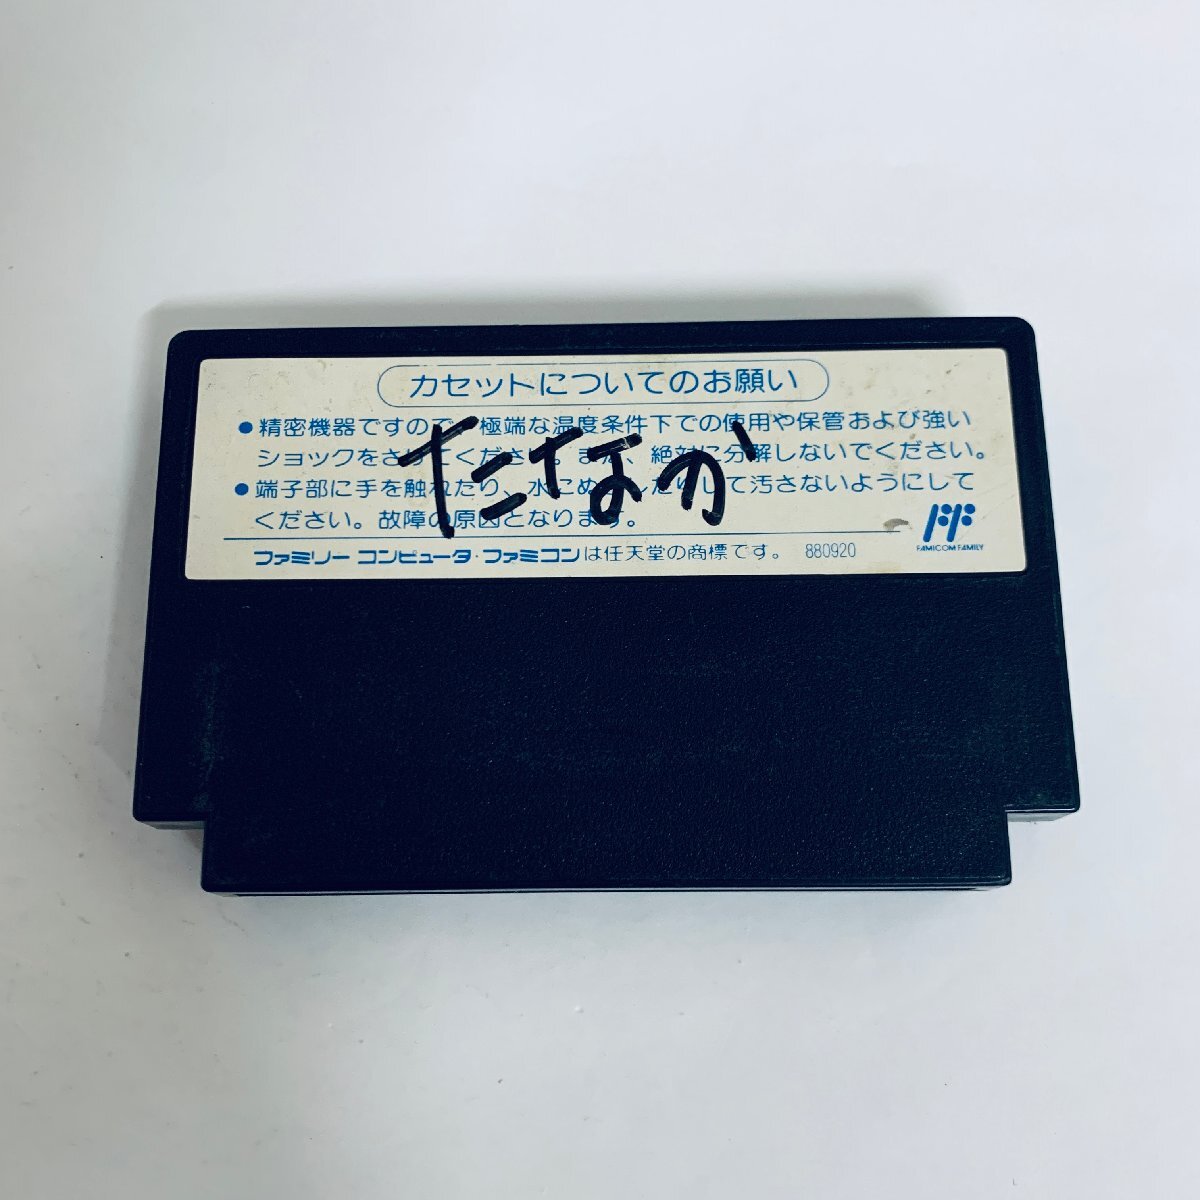 カセットについてのお願い
●精密機器ですので、極端な温度条件下での使用や保管および強い
ショックをさけてください。また、絶対に分解しないでください。
●端子部に手を触れたり、水にぬらしたりして汚さないようにして
ください。故障の原因となります。
ファミリー コンピュータ・ファミコンは任天堂の商標です。 880920
FAMICOM FAMILY
たなか